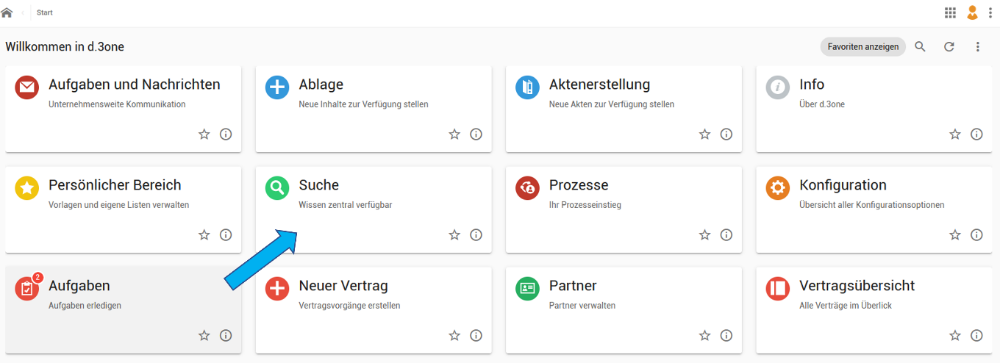 Start
Willkommen in d.3one
Favoriten anzeigen
Aufgaben und Nachrichten
Unternehmensweite Kommunikation
Ablage
Neue Inhalte zur Verfügung stellen
Aktenerstellung
Neue Akten zur Verfügung stellen
Info
Über d.3one
Persönlicher Bereich
Vorlagen und eigene Listen verwalten
Suche
Wissen zentral verfügbar
Prozesse
Ihr Prozesseinstieg
Konfiguration
Übersicht aller Konfigurationsoptionen
2
Aufgaben
Aufgaben erledigen
Neuer Vertrag
Vertragsvorgänge erstellen
Partner
Partner verwalten
Vertragsübersicht
Alle Verträge im Überlick